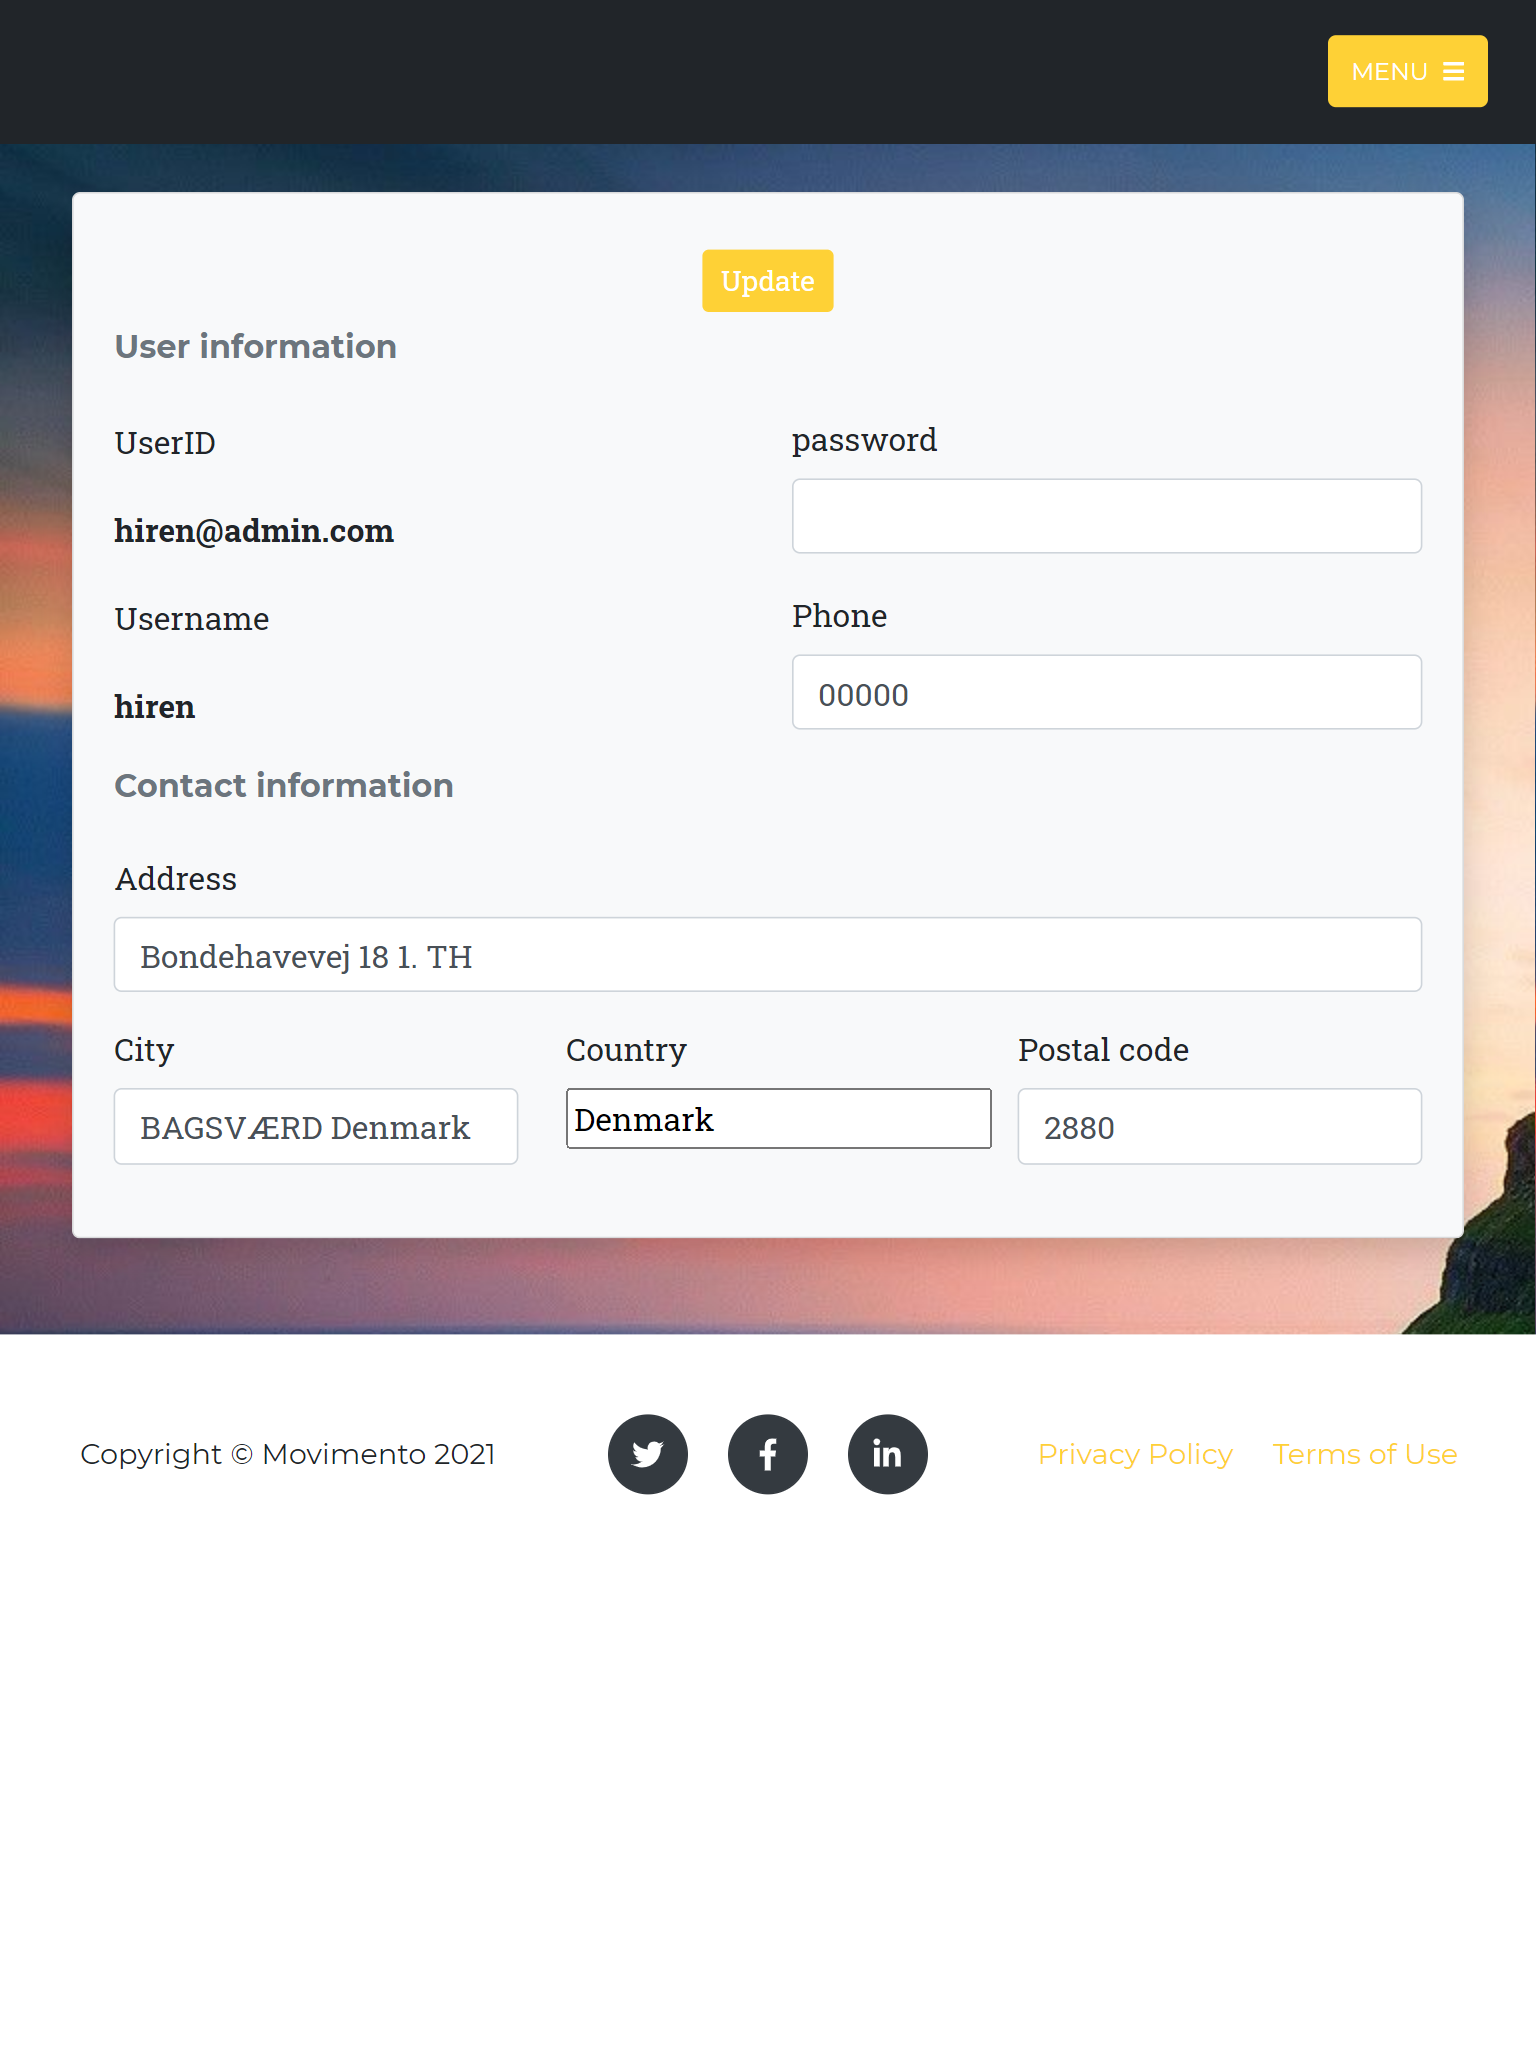 MENU
Update
User information
UserID
password
hiren@admin.com
Username
Phone
00000
hiren
Contact information
Address
Bondehavevej 18 1. TH
City
Country
Postal code
BAGSVÆRD Denmark
Denmark
2880
Copyright © Movimento 2021
Privacy Policy
Terms of Use